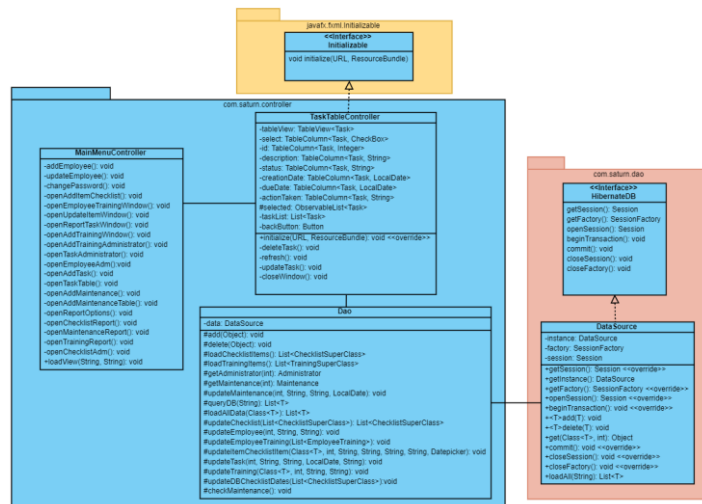 javafx.fxml.Initializable
<<Interface>>
Initializable
void initialize(URL, ResourceBundle)
com.saturn.controller
TaskTableController
-tableView: TableView<Task>
-select: TableColumn<Task, CheckBox>
-id: TableColumn<Task, Integer>
-description: TableColumn<Task, String>
-status: TableColumn<Task, String>
-creationDate: TableColumn<Task, LocalDate>
-dueDate: TableColumn<Task, LocalDate>
-actionTaken: TableColumn<Task, String>
#selected: ObservableList<Task>
-taskList: List<Task>
-backButton: Button
+initialize(URL, ResourceBundle): void <<override>>
-deleteTask(): void
-refresh(): void
-updateTask(): void
-closeWindow(): void
MainMenuController
-addEmployee(): void
-updateEmployee(): void
-changePassword(): void
-openAddItemChecklist(): void
-openEmployeeTrainingWindow(): void
-openUpdateItemWindow(): void
-openReportTaskWindow(): void
-openAddTrainingWindow(): void
-openAddTrainingAdministrator(): void
-openTaskAdministrator(): void
-openEmployeeAdm(): void
-openAddTask(): void
-openTaskTable(): void
-openAddMaintenance(): void
-openAddMaintenanceTable(): void
-openReportOptions(): void
-openChecklistReport(): void
-openMaintenanceReport(): void
-openTrainingReport(): void
-openChecklistAdm(): void
+loadView(String, String): void
Dao
-data: DataSource
#add(Object): void
#delete(Object): void
#loadChecklistItems(): List<ChecklistSuperClass>
#loadTrainingItems(): List<TrainingSuperClass>
#getAdministrator(int): Administrator
#getMaintenance(int): Maintenance
#updateMaintenance(int, String, String, LocalDate): void
#queryDB(String): List<T>
#loadAllData(Class<T>): List<T>
#updateChecklist(List<ChecklistSuperClass>): List<ChecklistSuperClass>
#updateEmployee(int, String, String): void
#updateEmployeeTraining(List<EmployeeTraining>): void
#updateItemChecklistItem(Class<T>, int, String, String, String, String, Datepicker): void
#updateTask(int, String, String, LocalDate, String): void
#updateTraining(Class<T>, int, String, String): void
#updateDBChecklistDates(List<ChecklistSuperClass>):void
#checkMaintenance(): void
com.saturn.dao
<<Interface>>
HibernateDB
getSession(): Session
getFactory(): SessionFactory
openSession(): Session
beginTransaction(): void
commit(): void
closeSession(): void
closeFactory(): void
DataSource
-instance: DataSource
-factory: SessionFactory
-session: Session
+getSession(): Session <<override>>
+getInstance(): DataSource
+getFactory(): SessionFactory <<override>>
+openSession(): Session <<override>>
+beginTransaction(): void <<override>>
+<T>add(T): void
+<T>delete(T): void
+get(Class<T>, int): Object
+commit(): void <<override>>
+closeSession(): void <<override>>
+closeFactory(): void <<override>>
+loadAll(String): List<T>